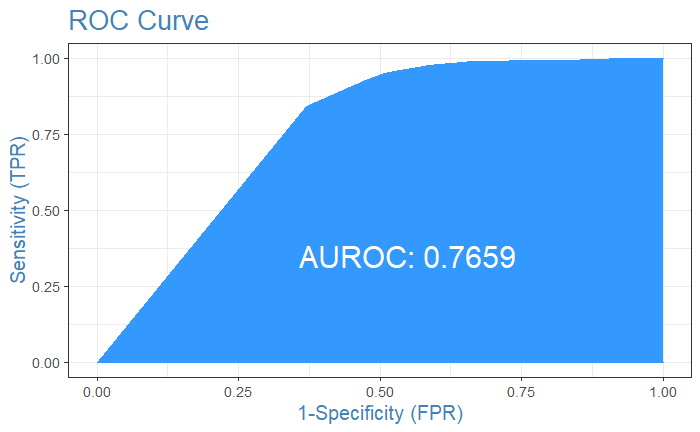 ROC Curve
1.00
0.75
0.50
0.25
0.00
Sensitivity (TPR)
AUROC: 0.7659
0.00 0.25 0.50 0.75 1.00
1-Specificity (FPR)